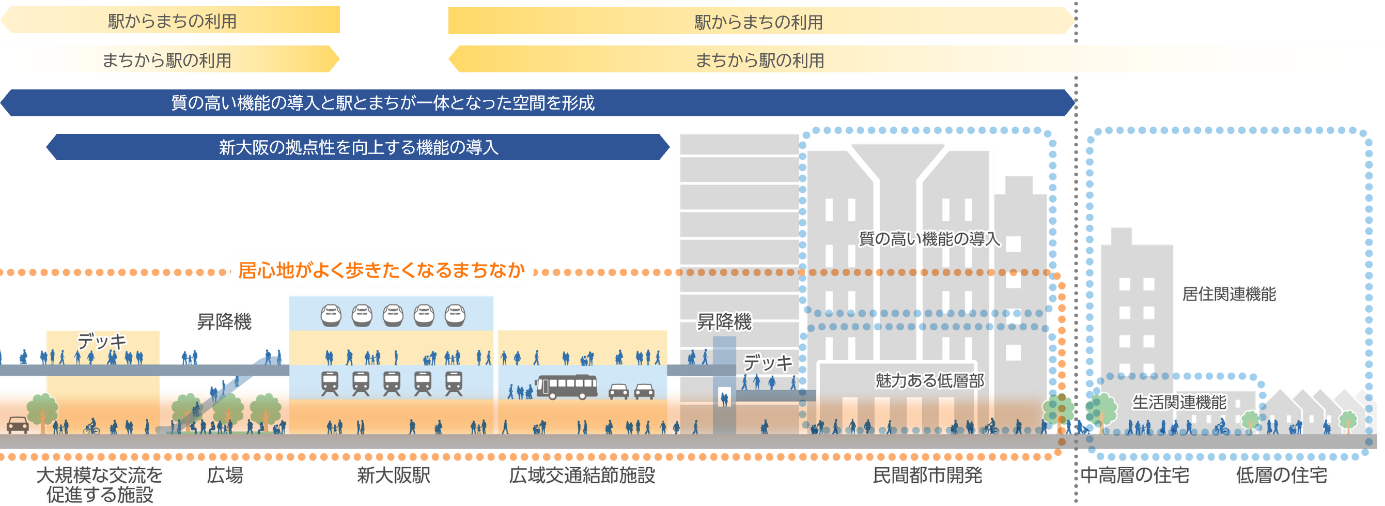 駅からまちの利用
駅からまちの利用
まちから駅の利用
まちから駅の利用
質の高い機能の導入と駅とまちが一体となった空間を形成
新大阪の拠点性を向上する機能の導入
質の高い機能の導入
居心地がよく歩きたくなるまちなか
居住関連機能
昇降機
昇降機
デッキ
デッキ
魅力ある低層部
生活関連機能
大規模な交流を
促進する施設
広場
新大阪駅
広域交通結節施設
民間都市開発
中高層の住宅
低層の住宅